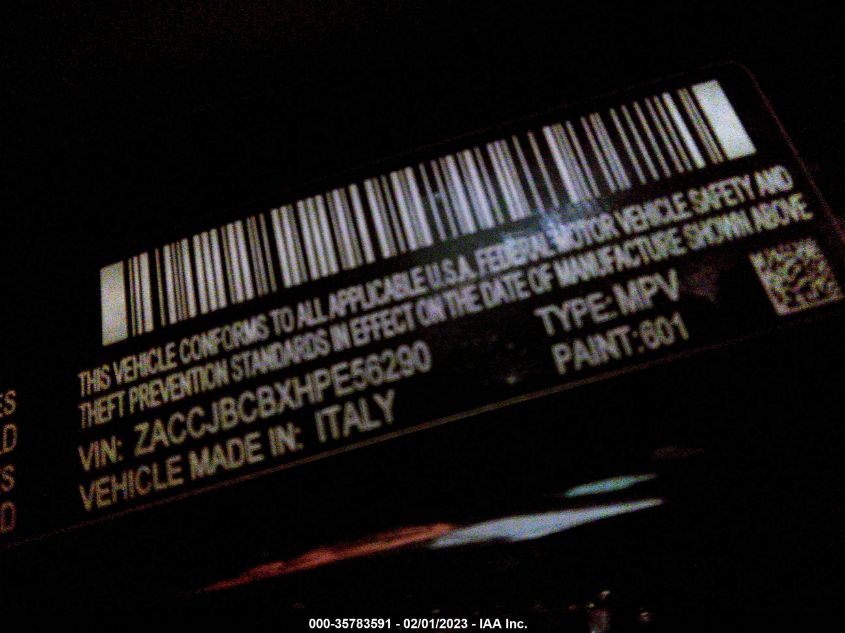 THIS VEHICLE CONFORMS TO ALL APPLICABLE U.S.A. FEDERAL MOTOR VEHICLE SAFETY AND
THEFT PREVENTION STANDARDS IN EFFECT ON THE DATE OF MANUFACTURE SHOWN ABOVE
VIN: ZACCJBCBXHPE56290 TYPE: MPV
VEHICLE MADE IN: ITALY PAINT: 601
ES
LD
S
D
000-35783591 - 02/01/2023 - IAA Inc.